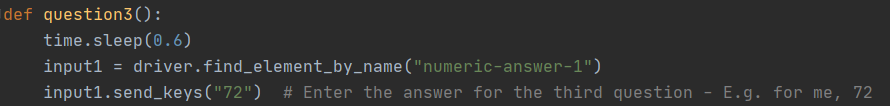 def question3():
    time.sleep(0.6)
    input1 = driver.find_element_by_name("numeric-answer-1")
    input1.send_keys("72")  # Enter the answer for the third question - E.g. for me, 72